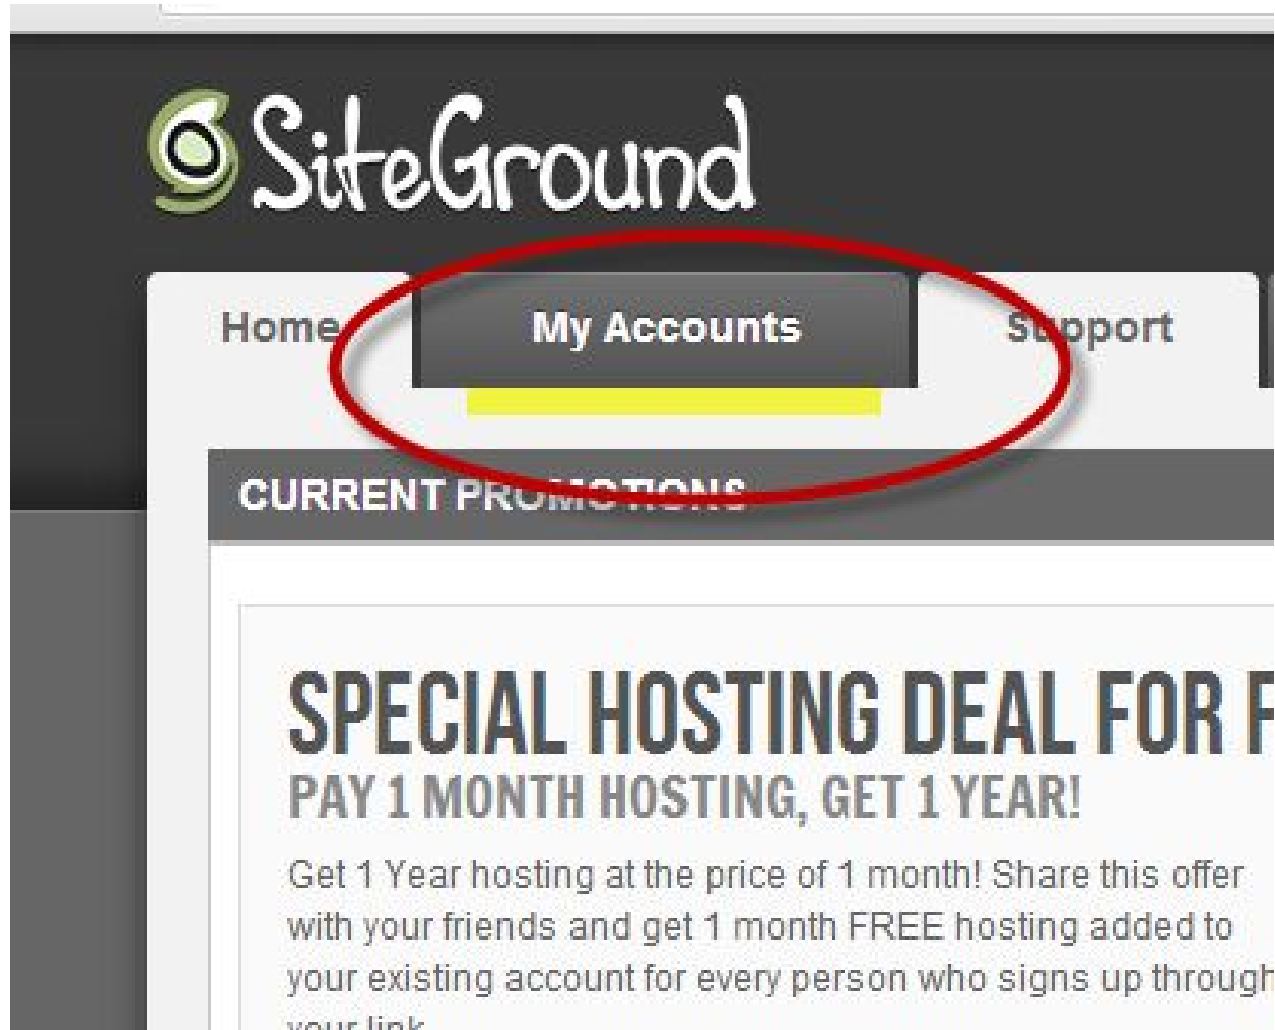 SiteGround
Home My Accounts Support
CURRENT PROMOTIONS
SPECIAL HOSTING DEAL FOR
PAY 1 MONTH HOSTING, GET 1 YEAR!
Get 1 Year hosting at the price of 1 month! Share this offer
with your friends and get 1 month FREE hosting added to
your existing account for every person who signs up through
your link